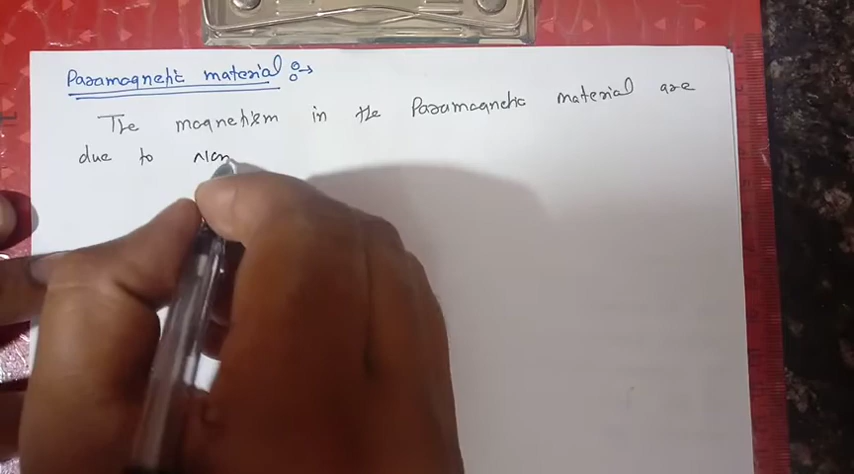 Paramagnetic material :→
The magnetism in the Paramagnetic material are
due to